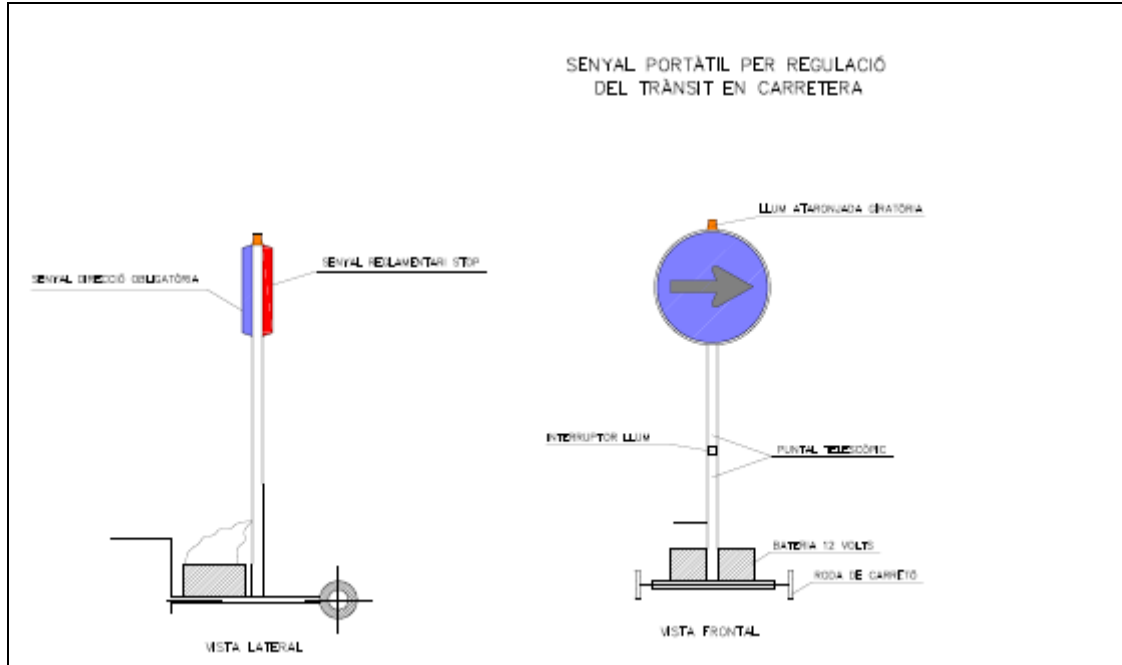 SENYAL PORTÀTIL PER REGULACIÓ
DEL TRÀNSIT EN CARRETERA
LLUM ATARONJADA GIRATÒRIA
SENYAL REGLAMENTARI STOP
SENYAL DIRECCIÓ OBLIGATÒRIA
INTERRUPTOR LLUM
PUNTAL TELESCÒPIC
BATERIA 12 VOLTS
RODA DE CARRETÓ
VISTA LATERAL
VISTA FRONTAL